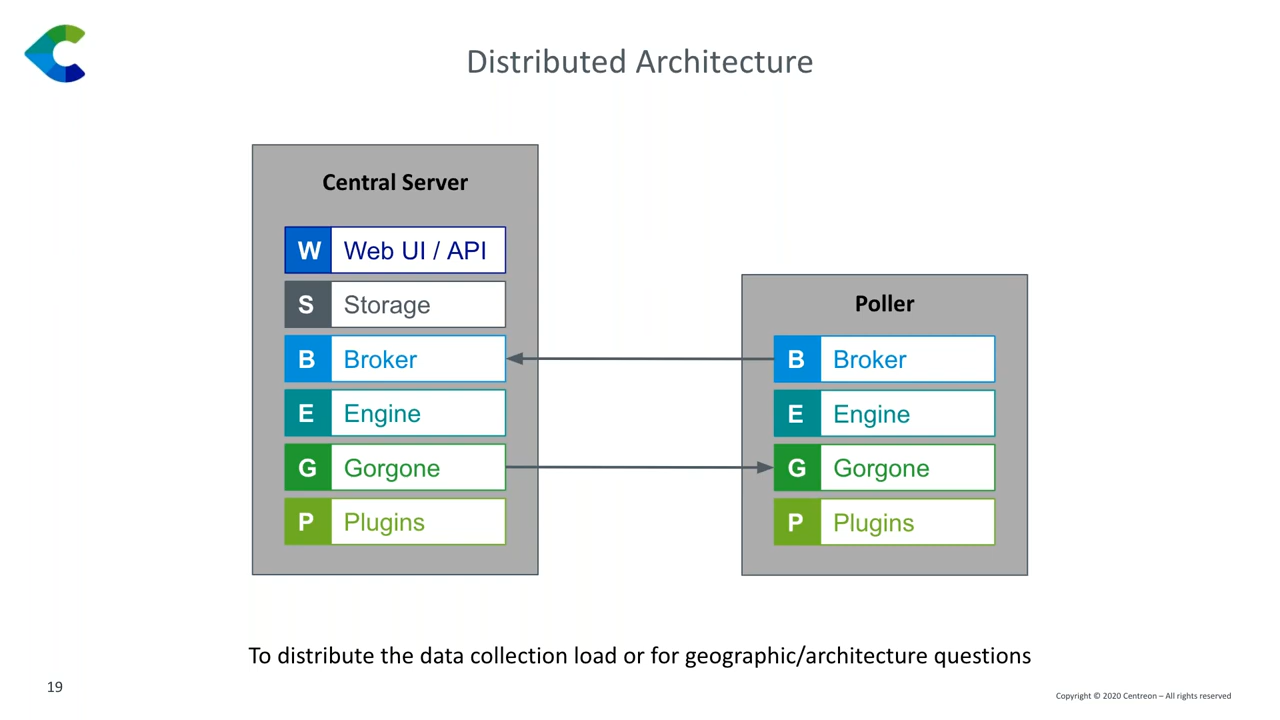 Distributed Architecture
Central Server
W Web UI / API
S Storage
B Broker
E Engine
G Gorgone
P Plugins
Poller
B Broker
E Engine
G Gorgone
P Plugins
To distribute the data collection load or for geographic/architecture questions
19
Copyright © 2020 Centreon – All rights reserved